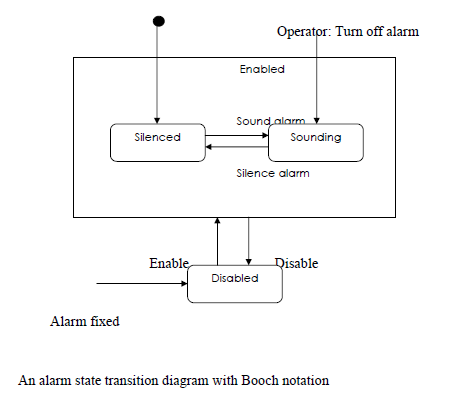 Operator: Turn off alarm
Enabled
Sound alarm
Silenced
Sounding
Silence alarm
Enable
Disable
Disabled
Alarm fixed
An alarm state transition diagram with Booch notation